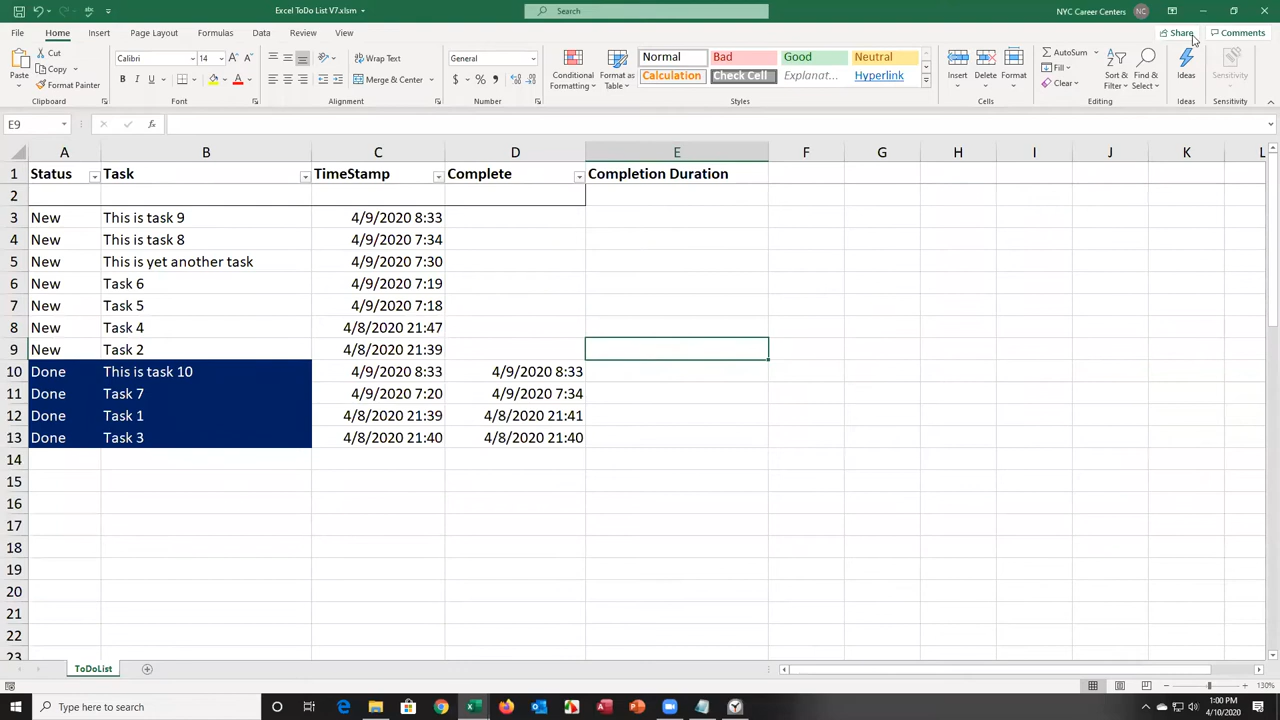 Excel ToDo List V7.xlsm
Search
NYC Career Centers
NC
File Home Insert Page Layout Formulas Data Review View
Share Comments
Paste
Cut
Copy
Format Painter
Clipboard
Calibri 14
B I U
Font
Wrap Text
Merge & Center
Alignment
General
$ % ,
Number
Conditional Formatting
Format as Table
Normal Bad Good Neutral
Calculation Check Cell Explanat... Hyperlink
Styles
Insert Delete Format
Cells
AutoSum
Fill
Clear
Sort & Filter
Find & Select
Editing
Ideas
Ideas
Sensitivity
Sensitivity
E9
fx
A B C D E F G H I J K L
1 Status Task TimeStamp Complete Completion Duration
2
3 New This is task 9 4/9/2020 8:33
4 New This is task 8 4/9/2020 7:34
5 New This is yet another task 4/9/2020 7:30
6 New Task 6 4/9/2020 7:19
7 New Task 5 4/9/2020 7:18
8 New Task 4 4/8/2020 21:47
9 New Task 2 4/8/2020 21:39
10 Done This is task 10 4/9/2020 8:33 4/9/2020 8:33
11 Done Task 7 4/9/2020 7:20 4/9/2020 7:34
12 Done Task 1 4/8/2020 21:39 4/8/2020 21:41
13 Done Task 3 4/8/2020 21:40 4/8/2020 21:40
14
15
16
17
18
19
20
21
22
23
ToDoList
130%
Type here to search
1:00 PM
4/10/2020